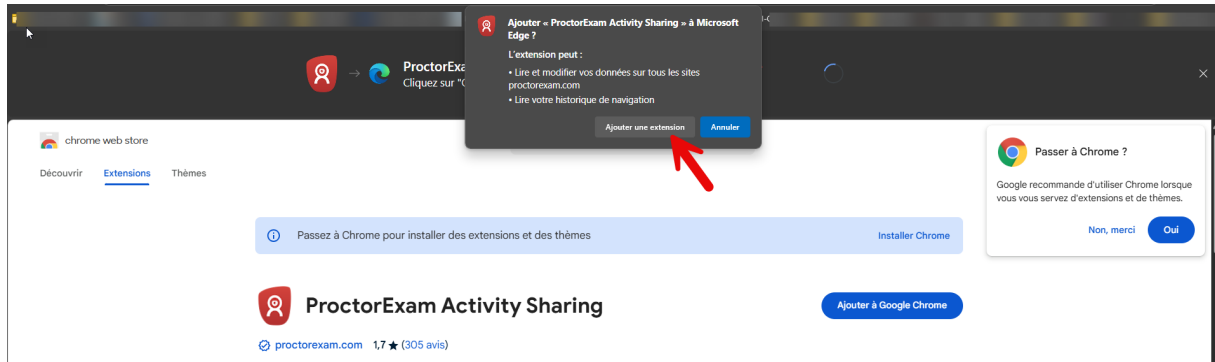 Ajouter « ProctorExam Activity Sharing » à Microsoft
Edge ?
L'extension peut :
• Lire et modifier vos données sur tous les sites
proctorexam.com
• Lire votre historique de navigation
Ajouter une extension
Annuler
ProctorExa
Cliquez sur "
chrome web store
Découvrir
Extensions
Thèmes
Passer à Chrome ?
Google recommande d'utiliser Chrome lorsque
vous vous servez d'extensions et de thèmes.
Non, merci
Oui
Passez à Chrome pour installer des extensions et des thèmes
Installer Chrome
ProctorExam Activity Sharing
Ajouter à Google Chrome
proctorexam.com 1,7 ★ (305 avis)